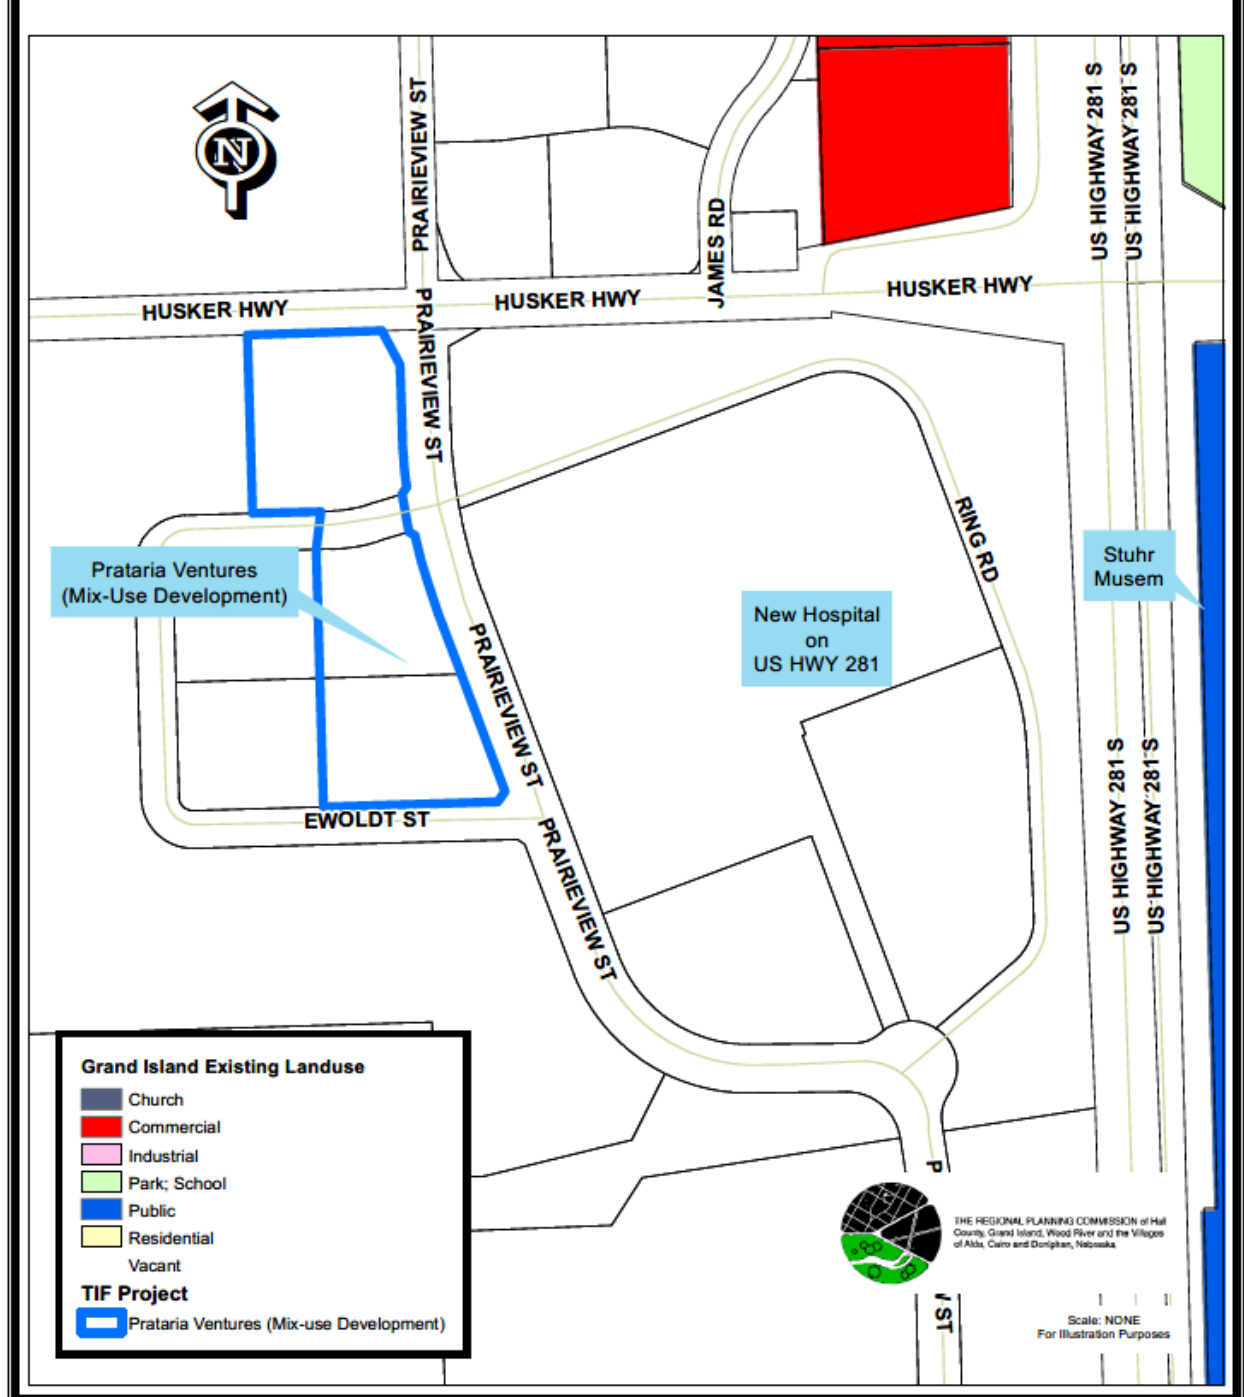 PRAIRIEVIEW ST
US HIGHWAY 281 S
US HIGHWAY 281 S
N
JAMES RD
HUSKER HWY
HUSKER HWY
HUSKER HWY
PRAIRIEVIEW ST
RING RD
Prataria Ventures
(Mix-Use Development)
Stuhr
Musem
New Hospital
on
US HWY 281
PRAIRIEVIEW ST
EWOLDT ST
PRAIRIEVIEW ST
US HIGHWAY 281 S
US HIGHWAY 281 S
Grand Island Existing Landuse
Church
Commercial
Industrial
Park; School
Public
Residential
Vacant
TIF Project
Prataria Ventures (Mix-use Development)
P
THE REGIONAL PLANNING COMMISSION of Hall
County, Grand Island, Wood River and the Villages
of Alda, Cairo and Doniphan, Nebraska
W ST
Scale: NONE
For Illustration Purposes